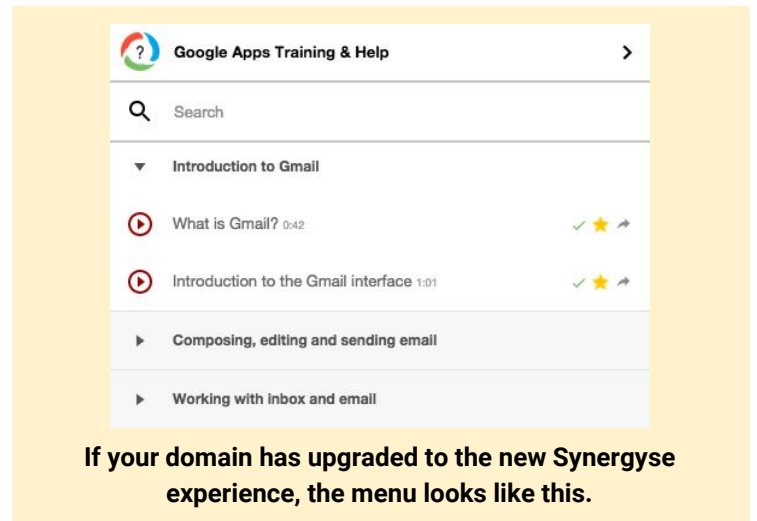 ?
Google Apps Training & Help
Search
Introduction to Gmail
What is Gmail? 0:42
Introduction to the Gmail interface 1:01
Composing, editing and sending email
Working with inbox and email
If your domain has upgraded to the new Synergyse
experience, the menu looks like this.